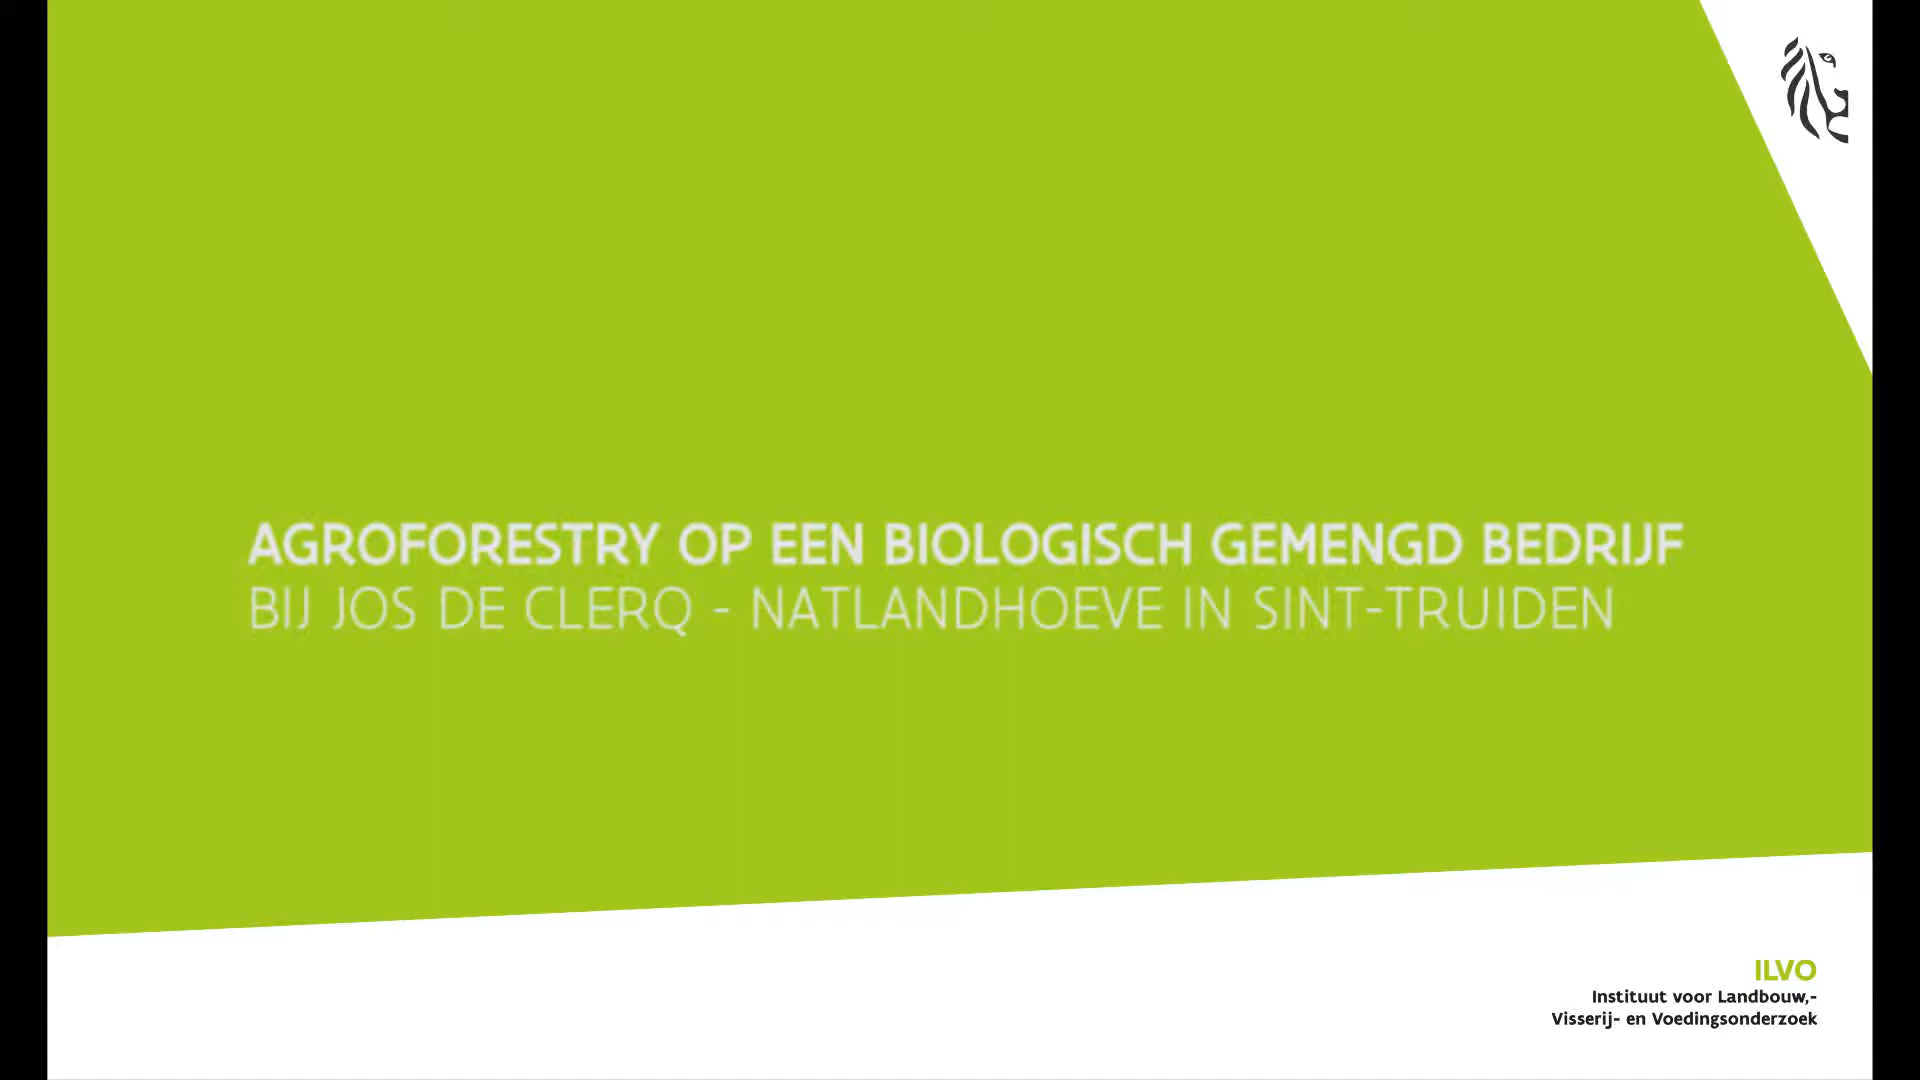 AGROFORESTRY OP EEN BIOLOGISCH GEMENGD BEDRIJF
BIJ JOS DE CLERQ - NATLANDHOEVE IN SINT-TRUIDEN
ILVO
Instituut voor Landbouw,-
Visserij- en Voedingsonderzoek